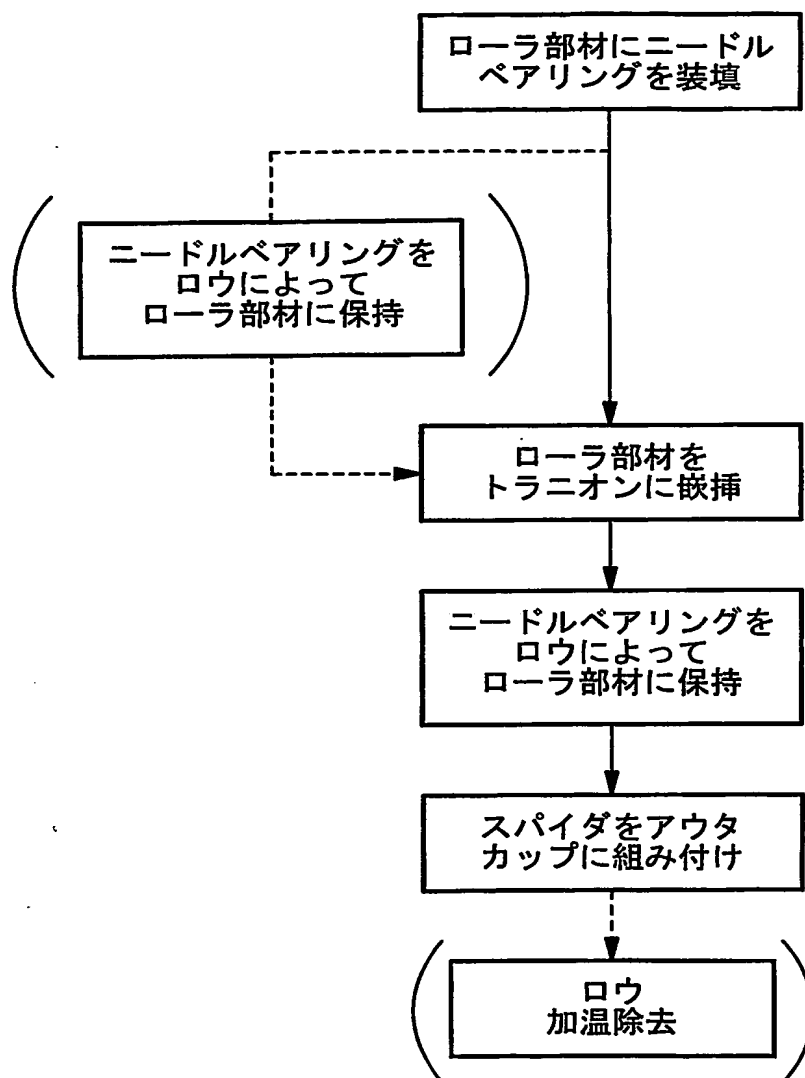 ローラ部材にニードル
ベアリングを装填
ニードルベアリングを
ロウによって
ローラ部材に保持
ローラ部材を
トラニオンに嵌挿
ニードルベアリングを
ロウによって
ローラ部材に保持
スパイダをアウタ
カップに組み付け
ロウ
加温除去